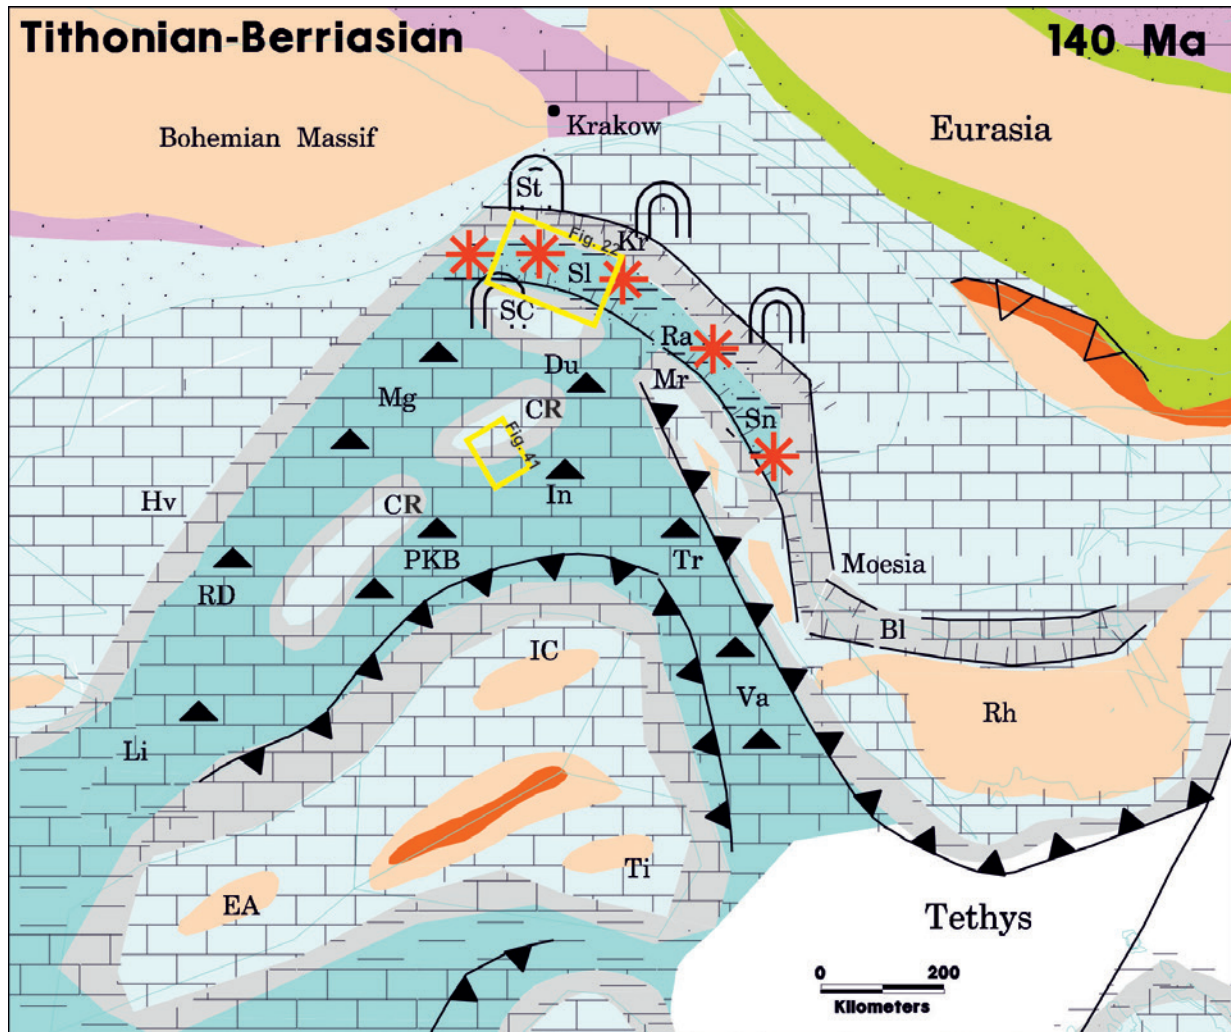 Tithonian-Berriasian
140 Ma
Bohemian Massif
Krakow
Eurasia
St
Kr
Fig. 22
Sl
SC
Ra
Du
Mr
Mg
CR
Sn
Fig. 41
Hv
CR
In
PKB
Tr
Moesia
RD
Bl
IC
Va
Rh
Li
Ti
EA
Tethys
0 200
Kilometers